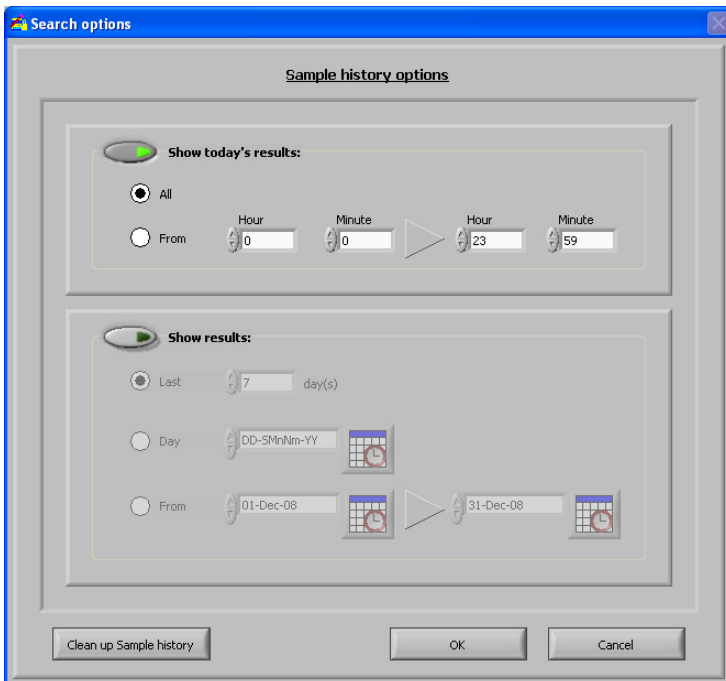 Search options
Sample history options
Show today's results:
All
Hour Minute Hour Minute
From 0 0 23 59
Show results:
Last 7 day(s)
Day DD-SMnNm-YY
From 01-Dec-08 31-Dec-08
Clean up Sample history OK Cancel